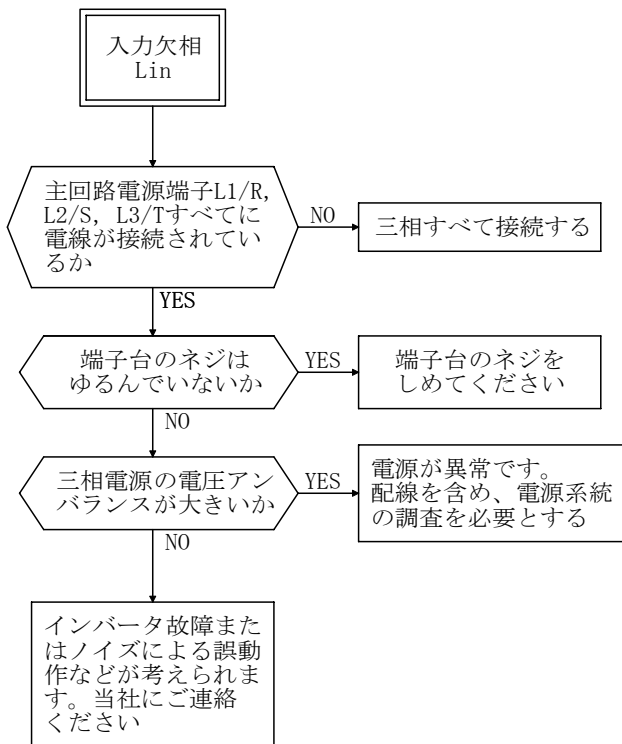 入力欠相
Lin
主回路電源端子L1/R,
L2/S, L3/Tすべてに
電線が接続されてい
るか
NO
三相すべて接続する
YES
端子台のネジは
ゆるんでいないか
YES
端子台のネジを
しめてください
NO
三相電源の電圧アン
バランスが大きいか
YES
電源が異常です。
配線を含め、電源系統
の調査を必要とする
NO
インバータ故障また
はノイズによる誤動
作などが考えられま
す。当社にご連絡
ください